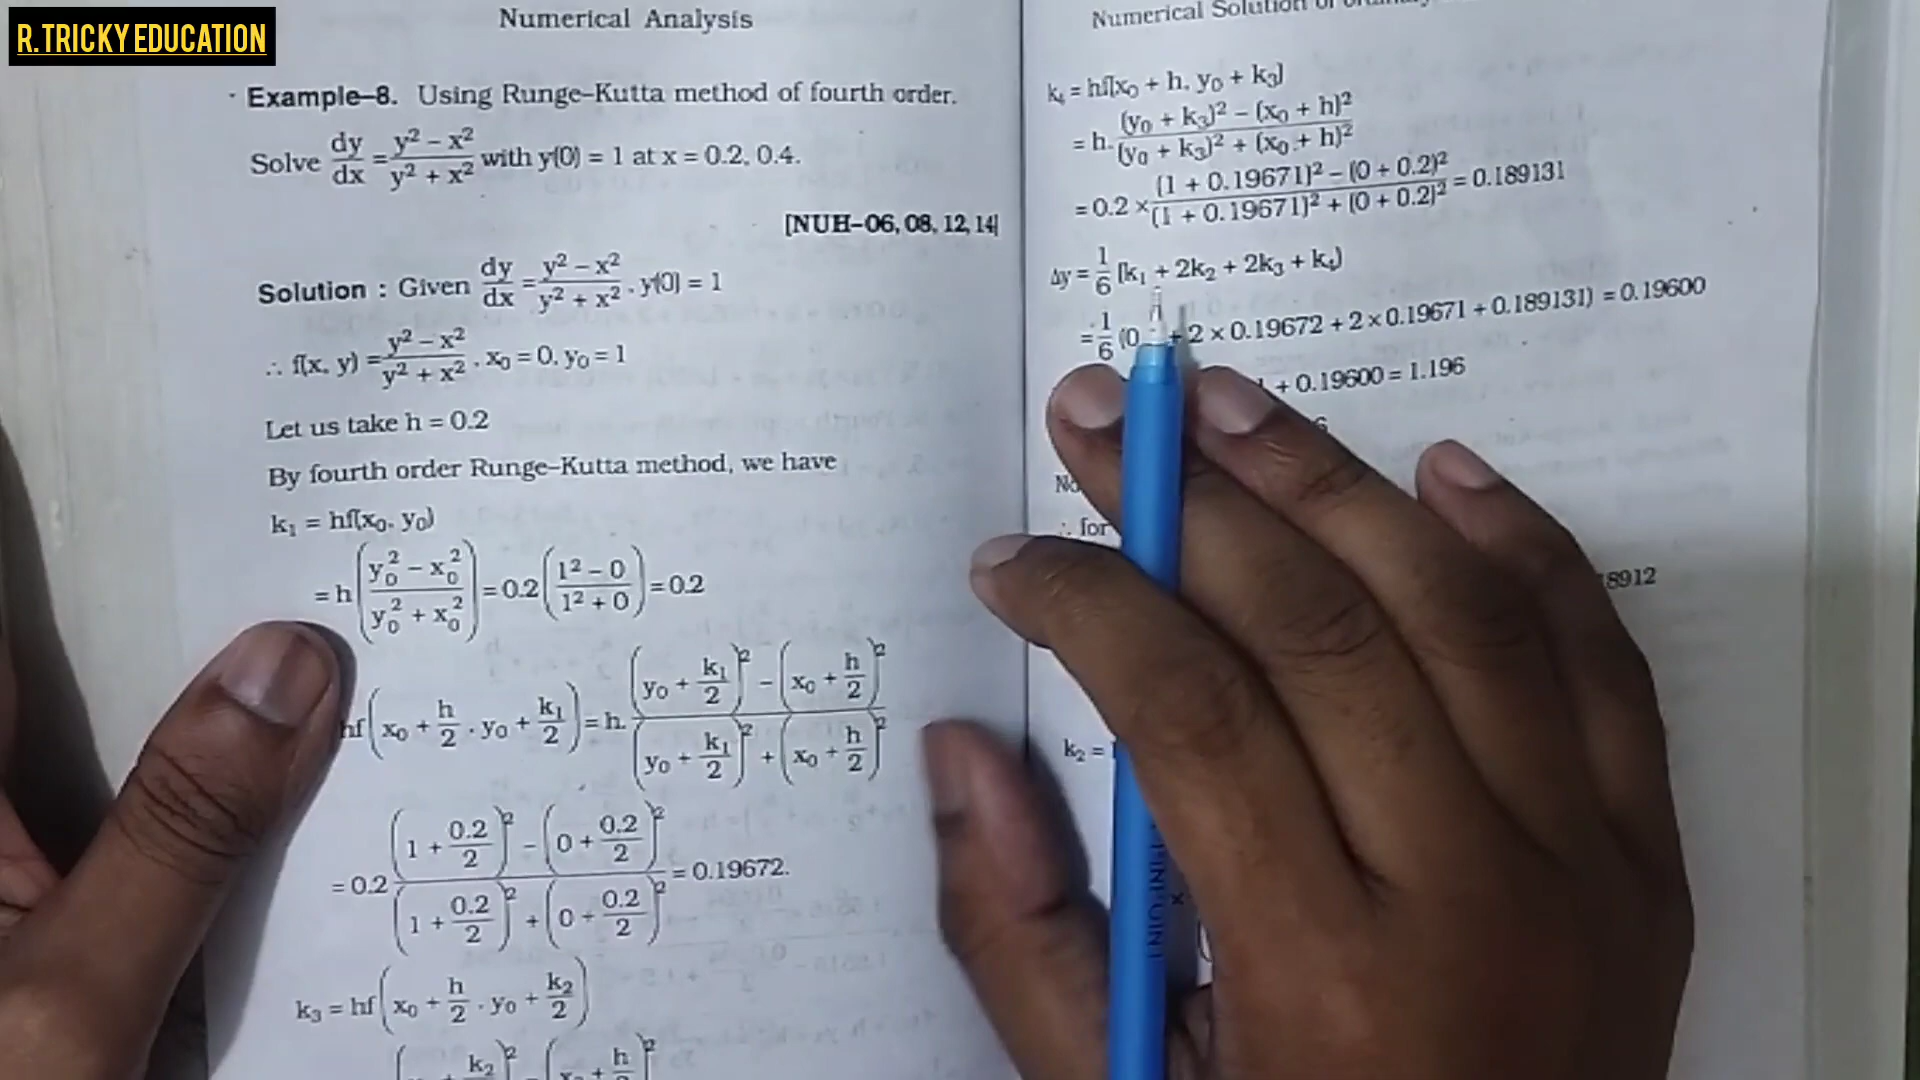 R. TRICKY EDUCATION
Numerical Analysis
Example–8. Using Runge–Kutta method of fourth order.
Solve dy/dx = (y² – x²)/(y² + x²) with y(0) = 1 at x = 0.2, 0.4.
[NUH–06, 08, 12, 14]
Solution : Given dy/dx = (y² – x²)/(y² + x²) . y(0) = 1
∴ f(x, y) = (y² – x²)/(y² + x²) . x₀ = 0. y₀ = 1
Let us take h = 0.2
By fourth order Runge–Kutta method, we have
k₁ = hf(x₀. y₀)
= h((y₀² – x₀²)/(y₀² + x₀²)) = 0.2((1² – 0)/(1² + 0)) = 0.2
hf(x₀ + h/2 . y₀ + k₁/2) = h. ((y₀ + k₁/2)² – (x₀ + h/2)²)/((y₀ + k₁/2)² + (x₀ + h/2)²)
= 0.2 ((1 + 0.2/2)² – (0 + 0.2/2)²)/((1 + 0.2/2)² + (0 + 0.2/2)²) = 0.19672.
k₃ = hf(x₀ + h/2 . y₀ + k₂/2)
Numerical Solution of
k₄ = hf[x₀ + h, y₀ + k₃]
= h. ((y₀ + k₃)² – (x₀ + h)²)/((y₀ + k₃)² + (x₀ + h)²)
= 0.2 × ((1 + 0.19671)² – (0 + 0.2)²)/((1 + 0.19671)² + (0 + 0.2)²) = 0.189131
Δy = 1/6 [k₁ + 2k₂ + 2k₃ + k₄)
= 1/6 (0 + 2 × 0.19672 + 2 × 0.19671 + 0.189131) = 0.19600
+ 0.19600 = 1.196
∴ for
8912
k₂ =